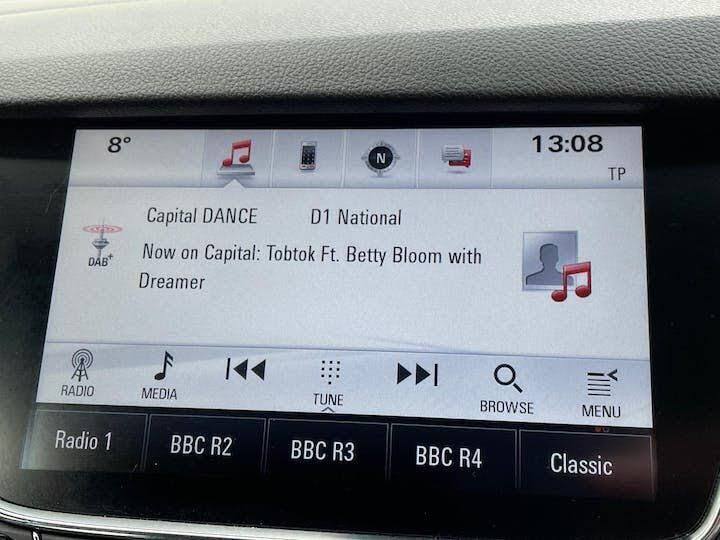 8°
N
13:08
TP
Capital DANCE D1 National
DAB+
Now on Capital: Tobtok Ft. Betty Bloom with
Dreamer
RADIO
MEDIA
TUNE
BROWSE
MENU
Radio 1
BBC R2
BBC R3
BBC R4
Classic